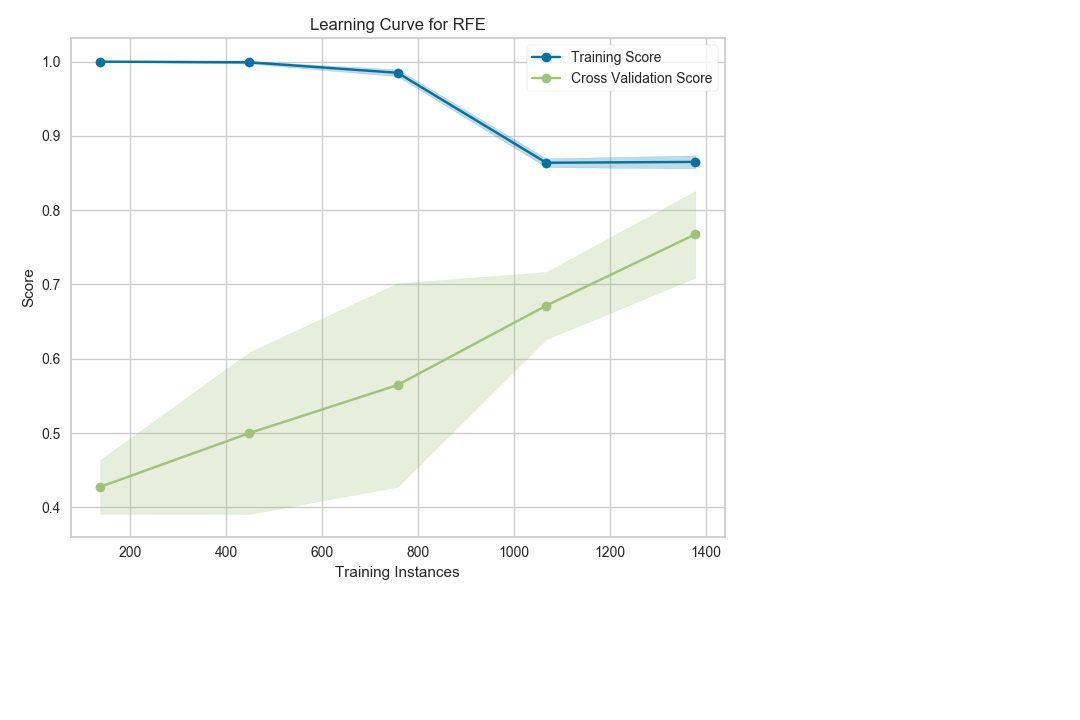 Learning Curve for RFE
Training Score
Cross Validation Score
1.0
0.9
0.8
0.7
0.6
0.5
0.4
Score
200 400 600 800 1000 1200 1400
Training Instances